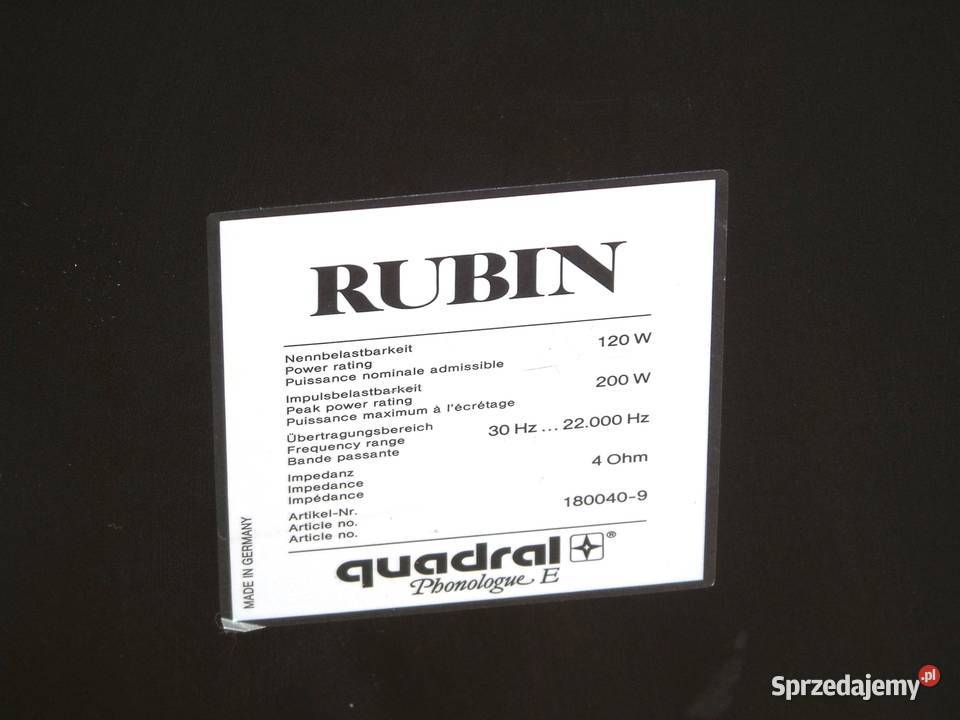 RUBIN
Nennbelastbarkeit
Power rating 120 W
Puissance nominale admissible
Impulsbelastbarkeit
Peak power rating 200 W
Puissance maximum à l'écrêtage
Übertragungsbereich
Frequency range 30 Hz ... 22.000 Hz
Bande passante
Impedanz
Impedance 4 Ohm
Impédance
Artikel-Nr.
Article no. 180040-9
Article no.
quadral ®
Phonologue E
MADE IN GERMANY
Sprzedajemy.pl